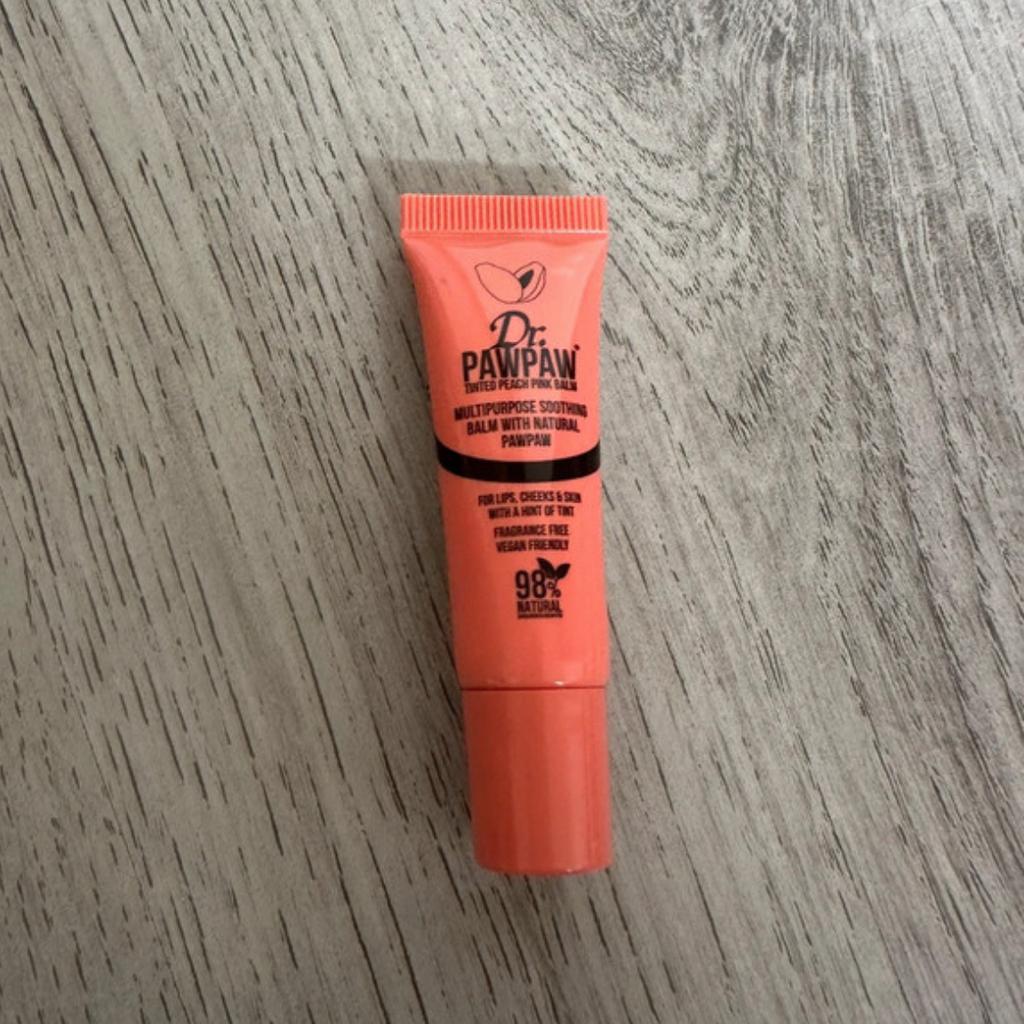 Dr.
PAWPAW
TINTED PEACH PINK BALM
MULTIPURPOSE SOOTHING
BALM WITH NATURAL
PAWPAW
FOR LIPS, CHEEKS & SKIN
WITH A HINT OF TINT
FRAGRANCE FREE
VEGAN FRIENDLY
98%
NATURAL